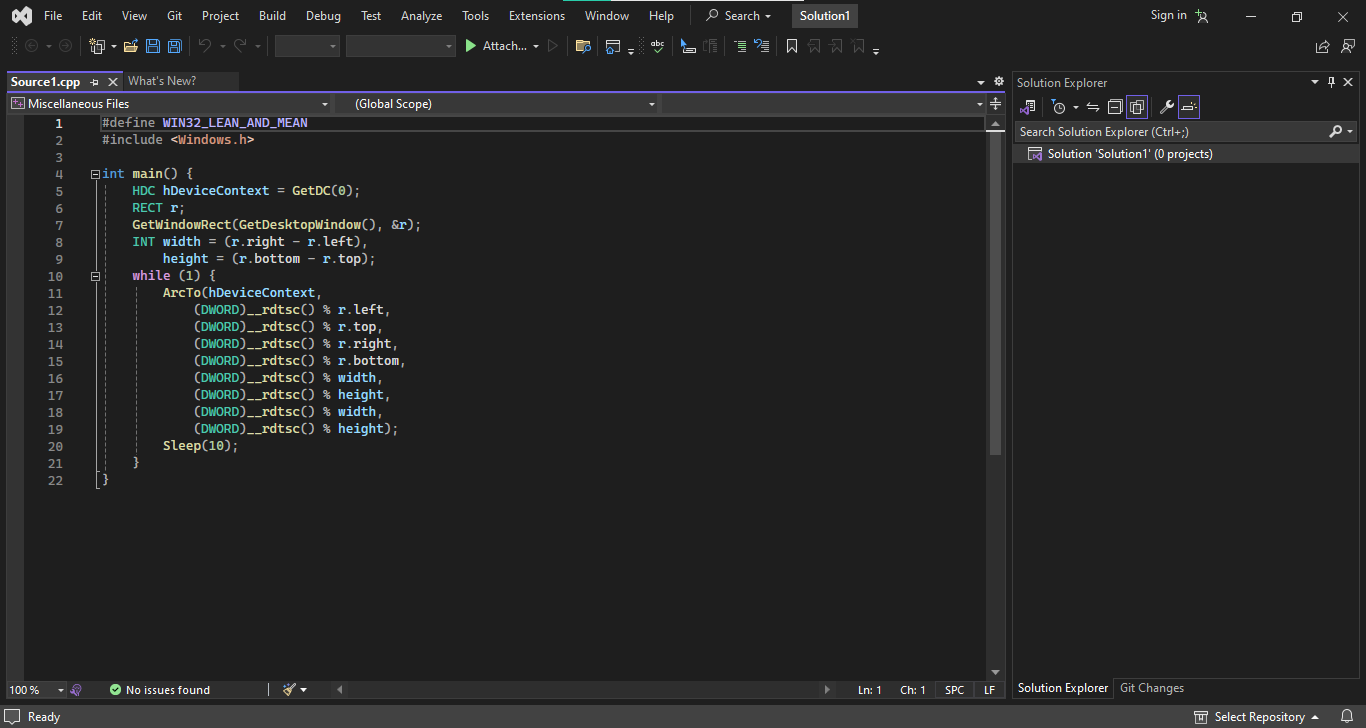 File Edit View Git Project Build Debug Test Analyze Tools Extensions Window Help Search Solution1 Sign in
Attach...
Source1.cpp What's New?
Miscellaneous Files (Global Scope)
1 #define WIN32_LEAN_AND_MEAN
2 #include <Windows.h>
3
4 int main() {
5     HDC hDeviceContext = GetDC(0);
6     RECT r;
7     GetWindowRect(GetDesktopWindow(), &r);
8     INT width = (r.right - r.left),
9         height = (r.bottom - r.top);
10     while (1) {
11         ArcTo(hDeviceContext,
12             (DWORD)__rdtsc() % r.left,
13             (DWORD)__rdtsc() % r.top,
14             (DWORD)__rdtsc() % r.right,
15             (DWORD)__rdtsc() % r.bottom,
16             (DWORD)__rdtsc() % width,
17             (DWORD)__rdtsc() % height,
18             (DWORD)__rdtsc() % width,
19             (DWORD)__rdtsc() % height);
20         Sleep(10);
21     }
22 }
100 % No issues found Ln: 1 Ch: 1 SPC LF
Solution Explorer
Search Solution Explorer (Ctrl+;)
Solution 'Solution1' (0 projects)
Solution Explorer Git Changes
Ready Select Repository